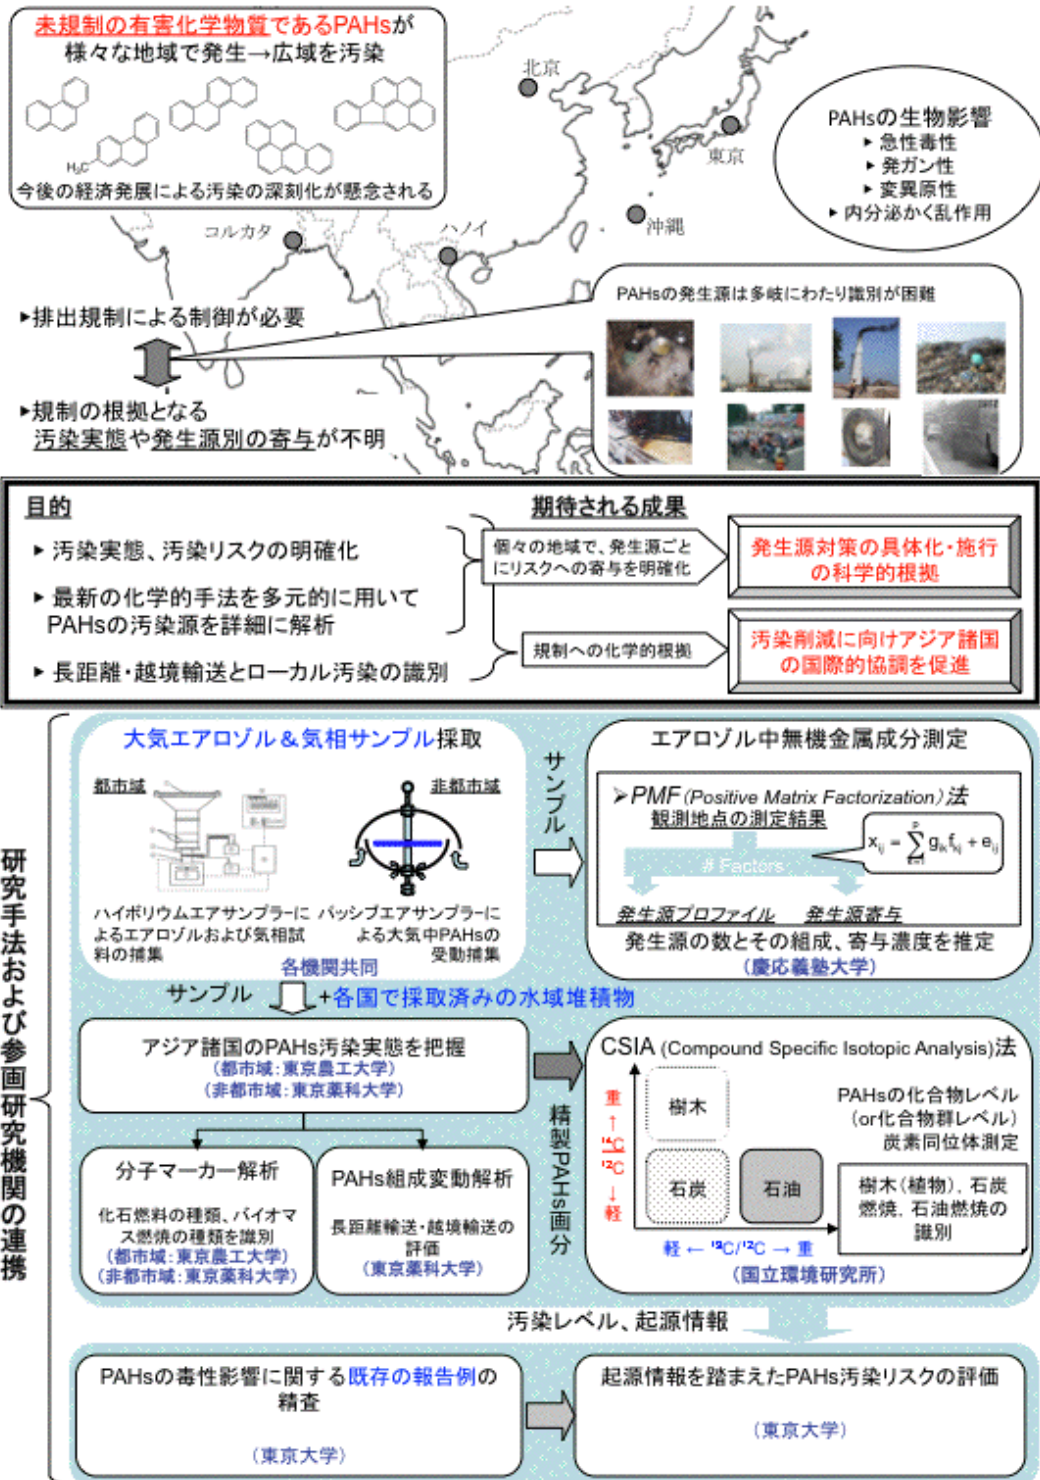 未規制の有害化学物質であるPAHsが
様々な地域で発生→広域を汚染
H₃C
今後の経済発展による汚染の深刻化が懸念される
北京
東京
沖縄
コルカタ
ハノイ
PAHsの生物影響
▶ 急性毒性
▶ 発ガン性
▶ 変異原性
▶ 内分泌かく乱作用
▶排出規制による制御が必要
▶規制の根拠となる
汚染実態や発生源別の寄与が不明
PAHsの発生源は多岐にわたり識別が困難
目的
▶ 汚染実態、汚染リスクの明確化
▶ 最新の化学的手法を多元的に用いて
PAHsの汚染源を詳細に解析
▶ 長距離・越境輸送とローカル汚染の識別
期待される成果
個々の地域で、発生源ごと
にリスクへの寄与を明確化
規制への化学的根拠
発生源対策の具体化・施行
の科学的根拠
汚染削減に向けアジア諸国
の国際的協調を促進
研究手法および参画研究機関の連携
大気エアロゾル＆気相サンプル採取
都市域
非都市域
ハイボリウムエアサンプラーに
よるエアロゾルおよび気相試
料の捕集
パッシブエアサンプラーに
よる大気中PAHsの
受動捕集
各機関共同
サンプル
エアロゾル中無機金属成分測定
➢PMF(Positive Matrix Factorization)法
観測地点の測定結果
# Factors
発生源プロファイル
発生源寄与
発生源の数とその組成、寄与濃度を推定
（慶応義塾大学）
サンプル
+各国で採取済みの水域堆積物
アジア諸国のPAHs汚染実態を把握
（都市域：東京農工大学）
（非都市域：東京薬科大学）
分子マーカー解析
化石燃料の種類、バイオマ
ス燃焼の種類を識別
（都市域：東京農工大学）
（非都市域：東京薬科大学）
PAHs組成変動解析
長距離輸送・越境輸送の
評価
（東京薬科大学）
精製PAHs画分
CSIA (Compound Specific Isotopic Analysis)法
重
↑
¹⁴C
¹²C
↓
軽
樹木
石炭
石油
PAHsの化合物レベル
（or化合物群レベル）
炭素同位体測定
樹木（植物）、石炭
燃焼、石油燃焼の
識別
軽 ← ¹³C/¹²C → 重
（国立環境研究所）
汚染レベル、起源情報
PAHsの毒性影響に関する既存の報告例の
精査
（東京大学）
起源情報を踏まえたPAHs汚染リスクの評価
（東京大学）